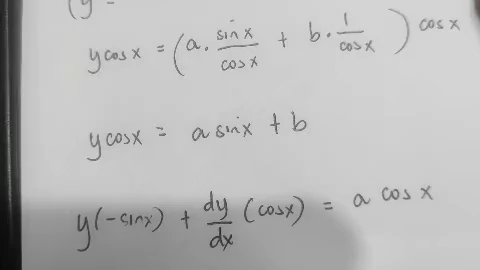 (y =
y cos x = (a · sin x / cos x + b · 1 / cos x) cos x
y cos x = a sin x + b
y (-sin x) + dy/dx (cos x) = a cos x